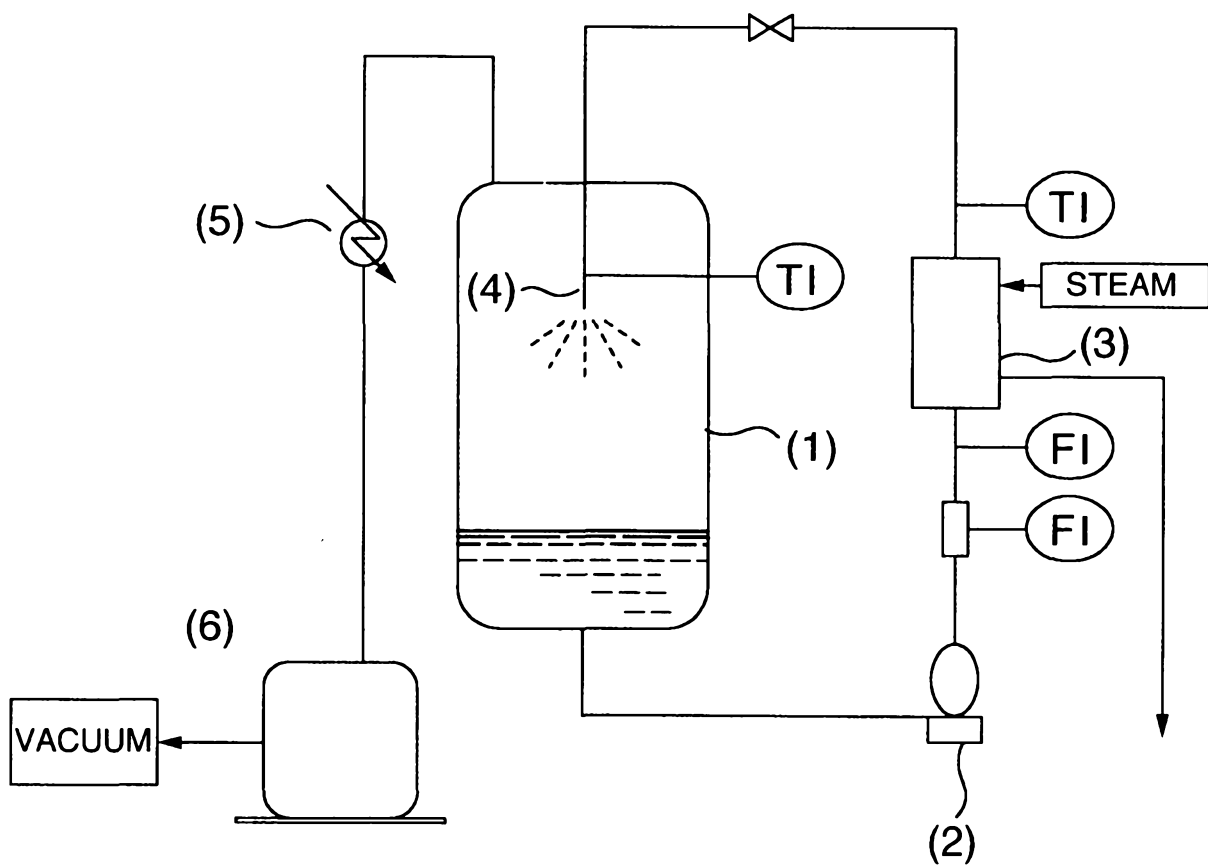 (5)
(4)
TI
TI
STEAM
(3)
(1)
FI
FI
(6)
VACUUM
(2)